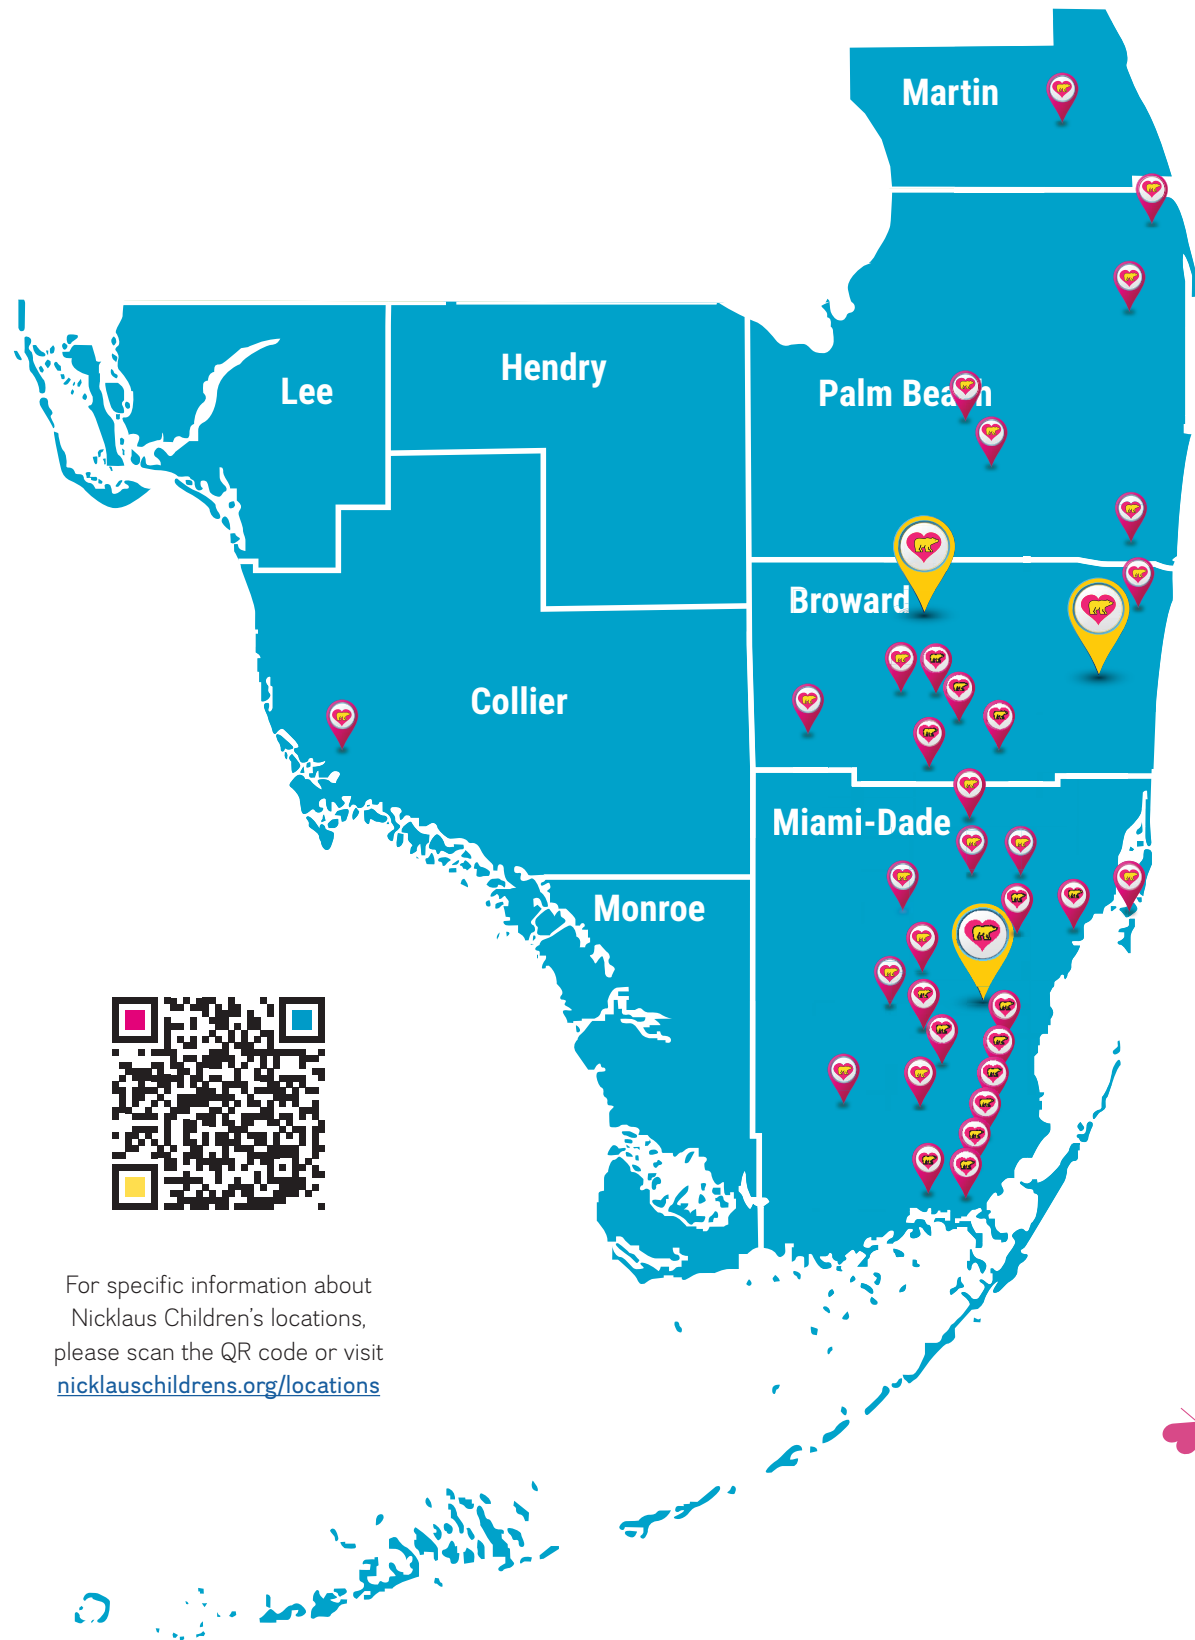 Martin
Hendry
Lee
Palm Beach
Broward
Collier
Miami-Dade
Monroe
For specific information about
Nicklaus Children's locations,
please scan the QR code or visit
nicklauschildrens.org/locations